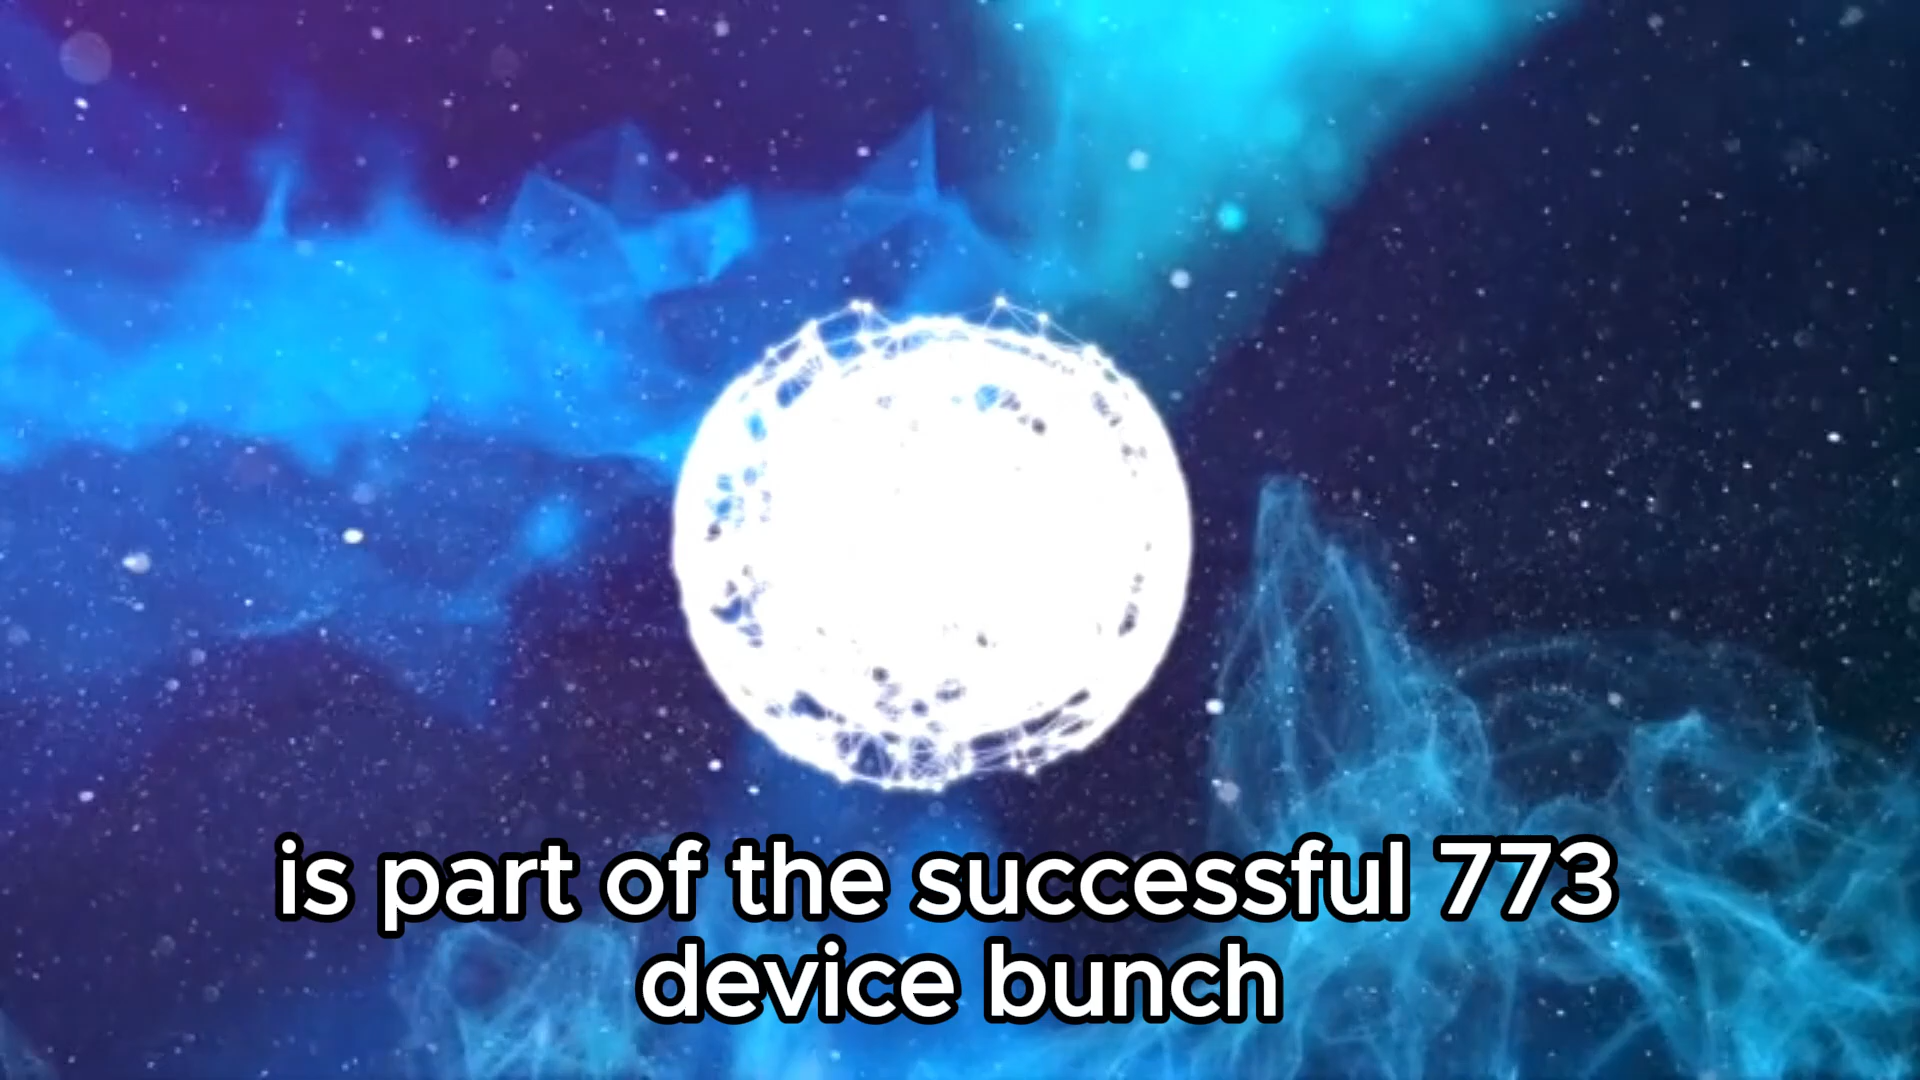 is part of the successful 773
device bunch